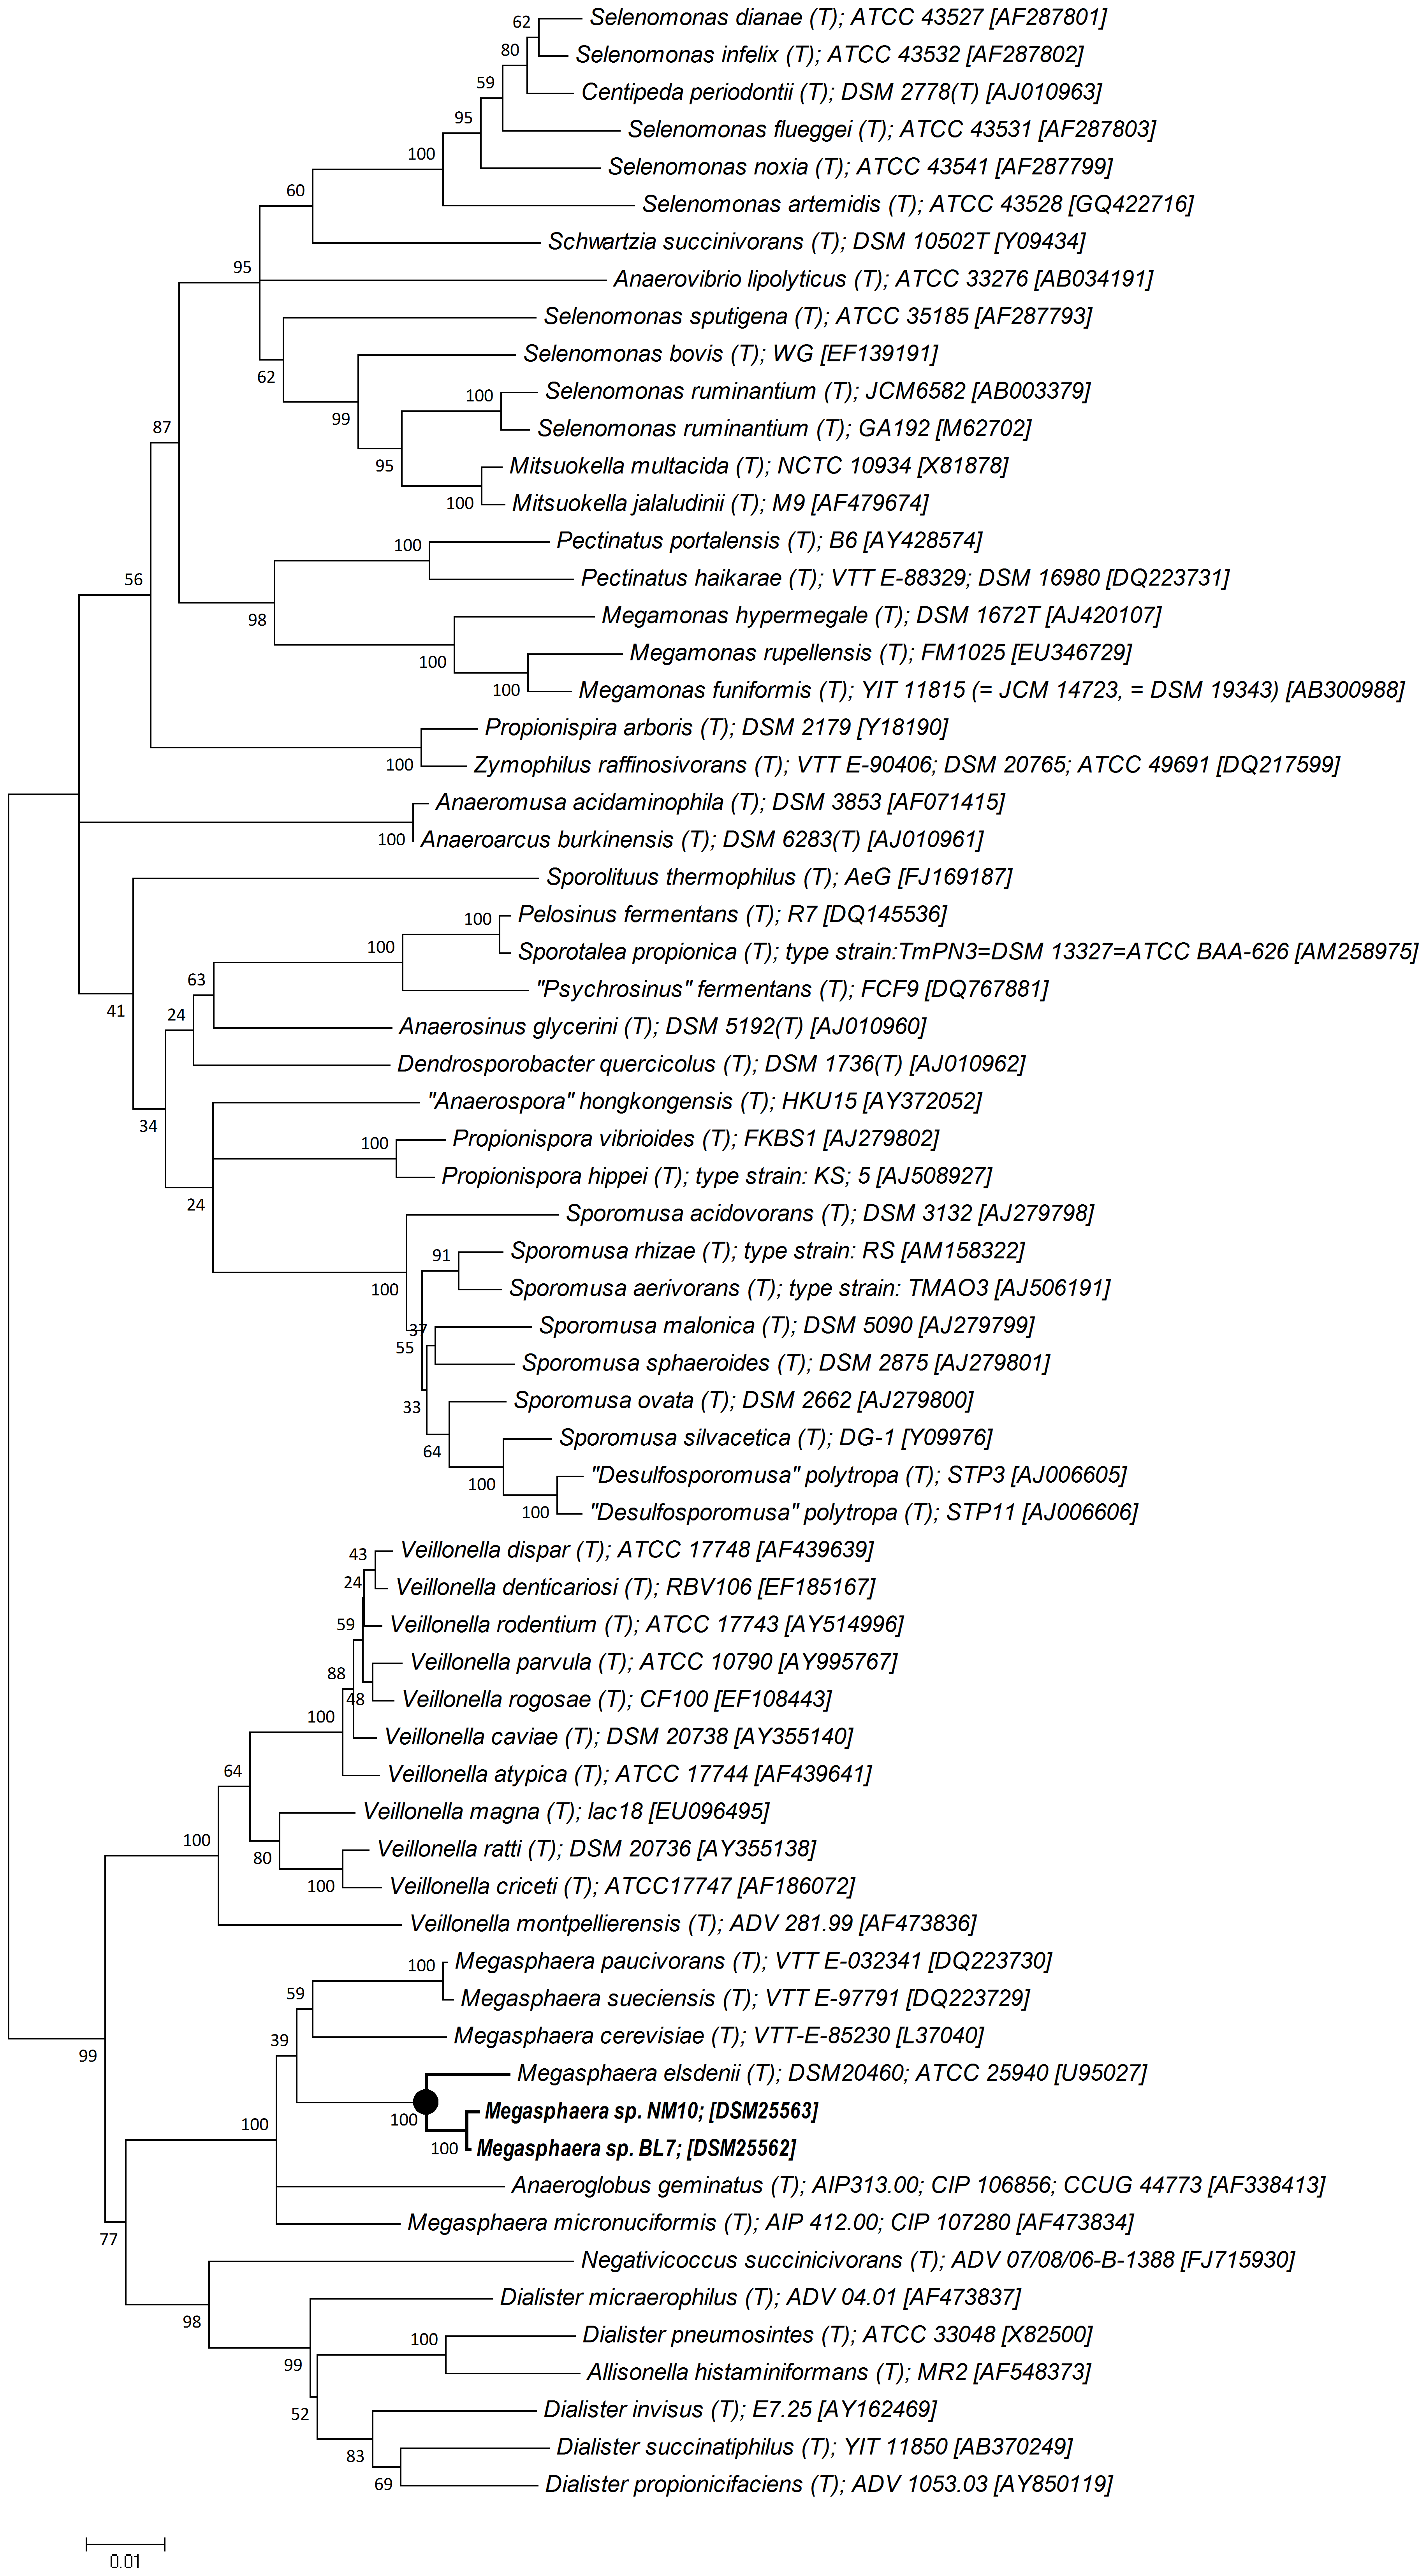 62
Selenomonas dianae (T); ATCC 43527 [AF287801]
80
Selenomonas infelix (T); ATCC 43532 [AF287802]
59
Centipeda periodontii (T); DSM 2778(T) [AJ010963]
95
Selenomonas flueggei (T); ATCC 43531 [AF287803]
100
Selenomonas noxia (T); ATCC 43541 [AF287799]
60
Selenomonas artemidis (T); ATCC 43528 [GQ422716]
Schwartzia succinivorans (T); DSM 10502T [Y09434]
95
Anaerovibrio lipolyticus (T); ATCC 33276 [AB034191]
Selenomonas sputigena (T); ATCC 35185 [AF287793]
62
Selenomonas bovis (T); WG [EF139191]
100
Selenomonas ruminantium (T); JCM6582 [AB003379]
99
Selenomonas ruminantium (T); GA192 [M62702]
87
95
Mitsuokella multacida (T); NCTC 10934 [X81878]
100
Mitsuokella jalaludinii (T); M9 [AF479674]
100
Pectinatus portalensis (T); B6 [AY428574]
56
Pectinatus haikarae (T); VTT E-88329; DSM 16980 [DQ223731]
98
Megamonas hypermegale (T); DSM 1672T [AJ420107]
100
Megamonas rupellensis (T); FM1025 [EU346729]
100
Megamonas funiformis (T); YIT 11815 (= JCM 14723, = DSM 19343) [AB300988]
Propionispira arboris (T); DSM 2179 [Y18190]
100
Zymophilus raffinosivorans (T); VTT E-90406; DSM 20765; ATCC 49691 [DQ217599]
Anaeromusa acidaminophila (T); DSM 3853 [AF071415]
100
Anaeroarcus burkinensis (T); DSM 6283(T) [AJ010961]
Sporolituus thermophilus (T); AeG [FJ169187]
100
Pelosinus fermentans (T); R7 [DQ145536]
100
Sporotalea propionica (T); type strain:TmPN3=DSM 13327=ATCC BAA-626 [AM258975]
63
"Psychrosinus" fermentans (T); FCF9 [DQ767881]
41
24
Anaerosinus glycerini (T); DSM 5192(T) [AJ010960]
Dendrosporobacter quercicolus (T); DSM 1736(T) [AJ010962]
34
"Anaerospora" hongkongensis (T); HKU15 [AY372052]
100
Propionispora vibrioides (T); FKBS1 [AJ279802]
24
Propionispora hippei (T); type strain: KS; 5 [AJ508927]
Sporomusa acidovorans (T); DSM 3132 [AJ279798]
91
Sporomusa rhizae (T); type strain: RS [AM158322]
100
Sporomusa aerivorans (T); type strain: TMAO3 [AJ506191]
37
Sporomusa malonica (T); DSM 5090 [AJ279799]
55
Sporomusa sphaeroides (T); DSM 2875 [AJ279801]
33
Sporomusa ovata (T); DSM 2662 [AJ279800]
64
Sporomusa silvacetica (T); DG-1 [Y09976]
100
"Desulfosporomusa" polytropa (T); STP3 [AJ006605]
100
"Desulfosporomusa" polytropa (T); STP11 [AJ006606]
43
Veillonella dispar (T); ATCC 17748 [AF439639]
24
Veillonella denticariosi (T); RBV106 [EF185167]
59
Veillonella rodentium (T); ATCC 17743 [AY514996]
88
Veillonella parvula (T); ATCC 10790 [AY995767]
48
Veillonella rogosae (T); CF100 [EF108443]
100
Veillonella caviae (T); DSM 20738 [AY355140]
64
Veillonella atypica (T); ATCC 17744 [AF439641]
Veillonella magna (T); lac18 [EU096495]
100
80
Veillonella ratti (T); DSM 20736 [AY355138]
100
Veillonella criceti (T); ATCC17747 [AF186072]
Veillonella montpellierensis (T); ADV 281.99 [AF473836]
100
Megasphaera paucivorans (T); VTT E-032341 [DQ223730]
59
Megasphaera sueciensis (T); VTT E-97791 [DQ223729]
99
39
Megasphaera cerevisiae (T); VTT-E-85230 [L37040]
Megasphaera elsdenii (T); DSM20460; ATCC 25940 [U95027]
100
100
Megasphaera sp. NM10; [DSM25563]
100
Megasphaera sp. BL7; [DSM25562]
Anaeroglobus geminatus (T); AIP313.00; CIP 106856; CCUG 44773 [AF338413]
77
Megasphaera micronuciformis (T); AIP 412.00; CIP 107280 [AF473834]
Negativicoccus succinicivorans (T); ADV 07/08/06-B-1388 [FJ715930]
98
Dialister micraerophilus (T); ADV 04.01 [AF473837]
100
Dialister pneumosintes (T); ATCC 33048 [X82500]
99
Allisonella histaminiformans (T); MR2 [AF548373]
52
Dialister invisus (T); E7.25 [AY162469]
83
Dialister succinatiphilus (T); YIT 11850 [AB370249]
69
Dialister propionicifaciens (T); ADV 1053.03 [AY850119]
0.01